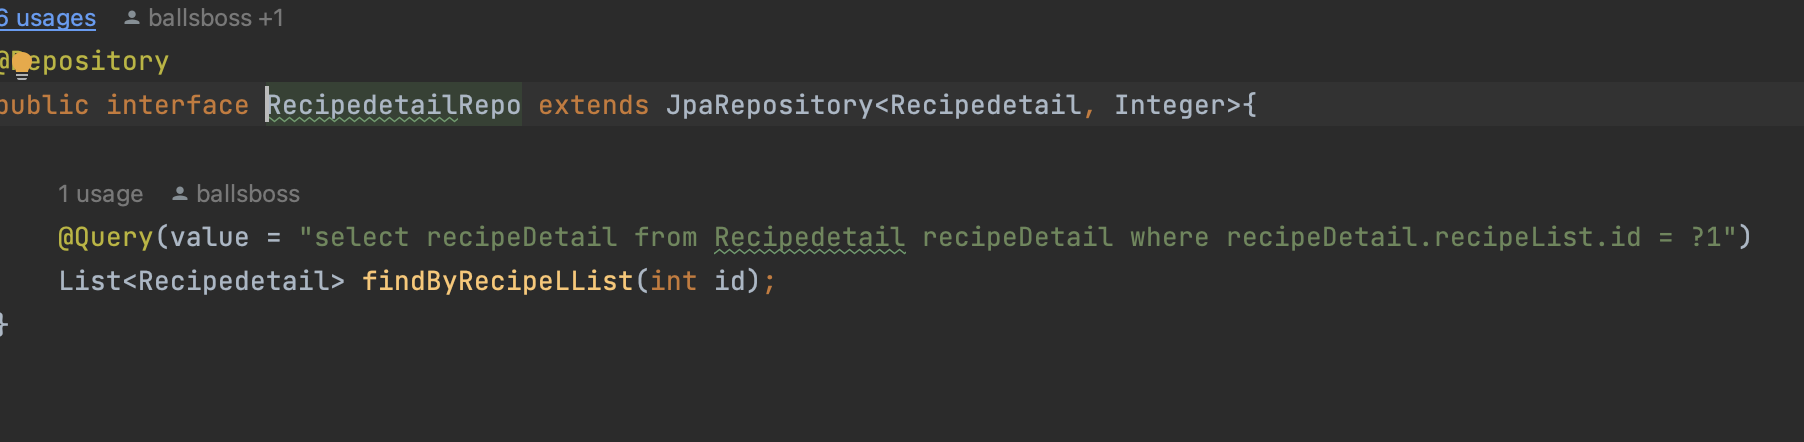 6 usages ballsboss +1
@Repository
public interface RecipedetailRepo extends JpaRepository<Recipedetail, Integer>{
1 usage ballsboss
@Query(value = "select recipeDetail from Recipedetail recipeDetail where recipeDetail.recipeList.id = ?1")
List<Recipedetail> findByRecipeLList(int id);
}